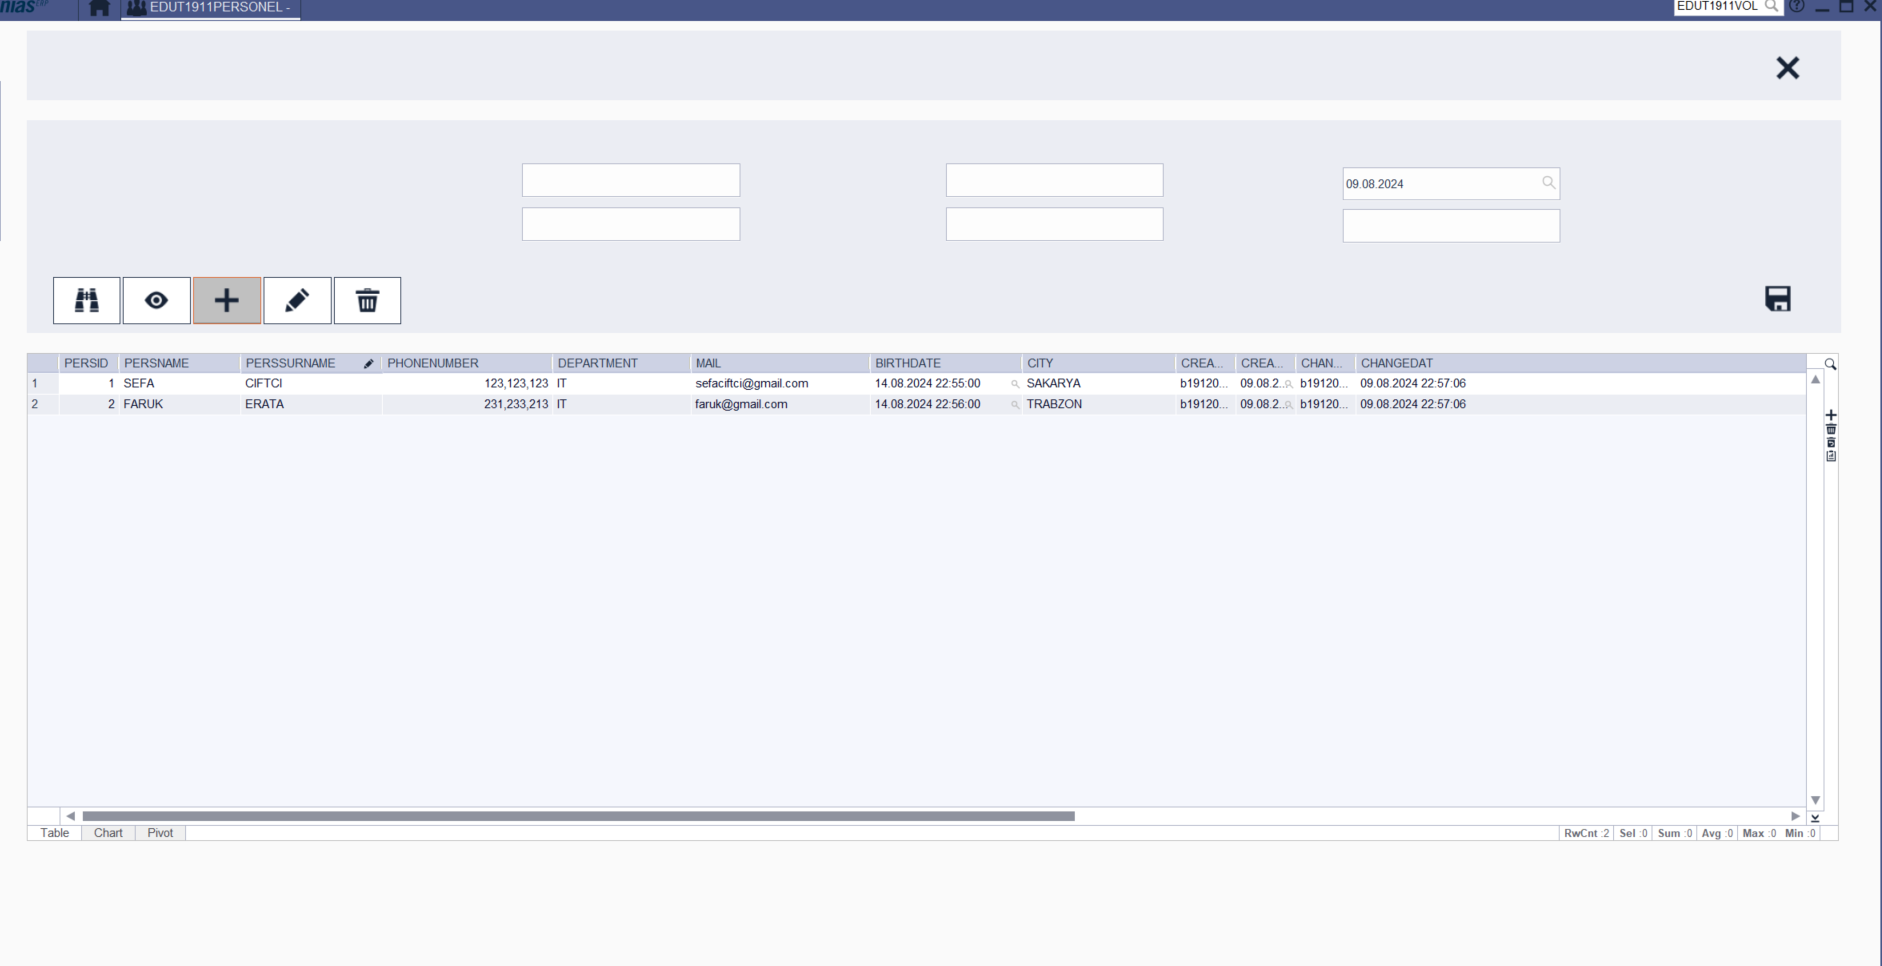 nias ERP EDUT1911PERSONEL - EDUT1911VOL
09.08.2024
PERSID PERSNAME PERSSURNAME PHONENUMBER DEPARTMENT MAIL BIRTHDATE CITY CREA... CREA... CHAN... CHANGEDAT
1 1 SEFA CIFTCI 123,123,123 IT sefaciftci@gmail.com 14.08.2024 22:55:00 SAKARYA b19120... 09.08.2... b19120... 09.08.2024 22:57:06
2 2 FARUK ERATA 231,233,213 IT faruk@gmail.com 14.08.2024 22:56:00 TRABZON b19120... 09.08.2... b19120... 09.08.2024 22:57:06
Table Chart Pivot RwCnt :2 Sel :0 Sum :0 Avg :0 Max :0 Min :0